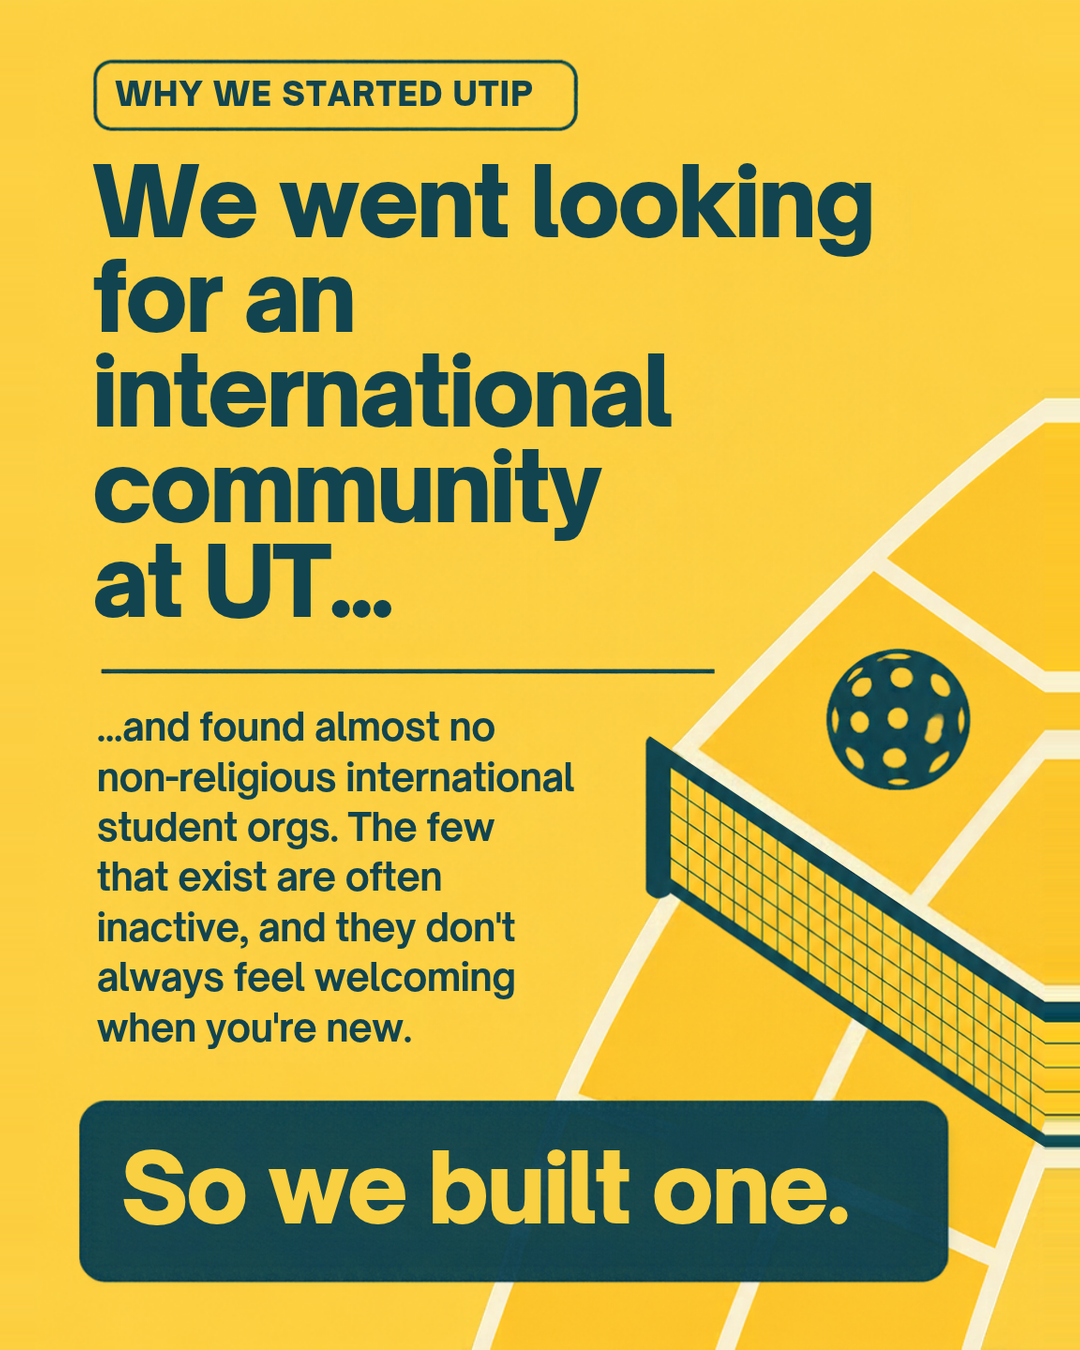 WHY WE STARTED UTIP
We went looking
for an
international
community
at UT...
...and found almost no
non-religious international
student orgs. The few
that exist are often
inactive, and they don't
always feel welcoming
when you're new.
So we built one.